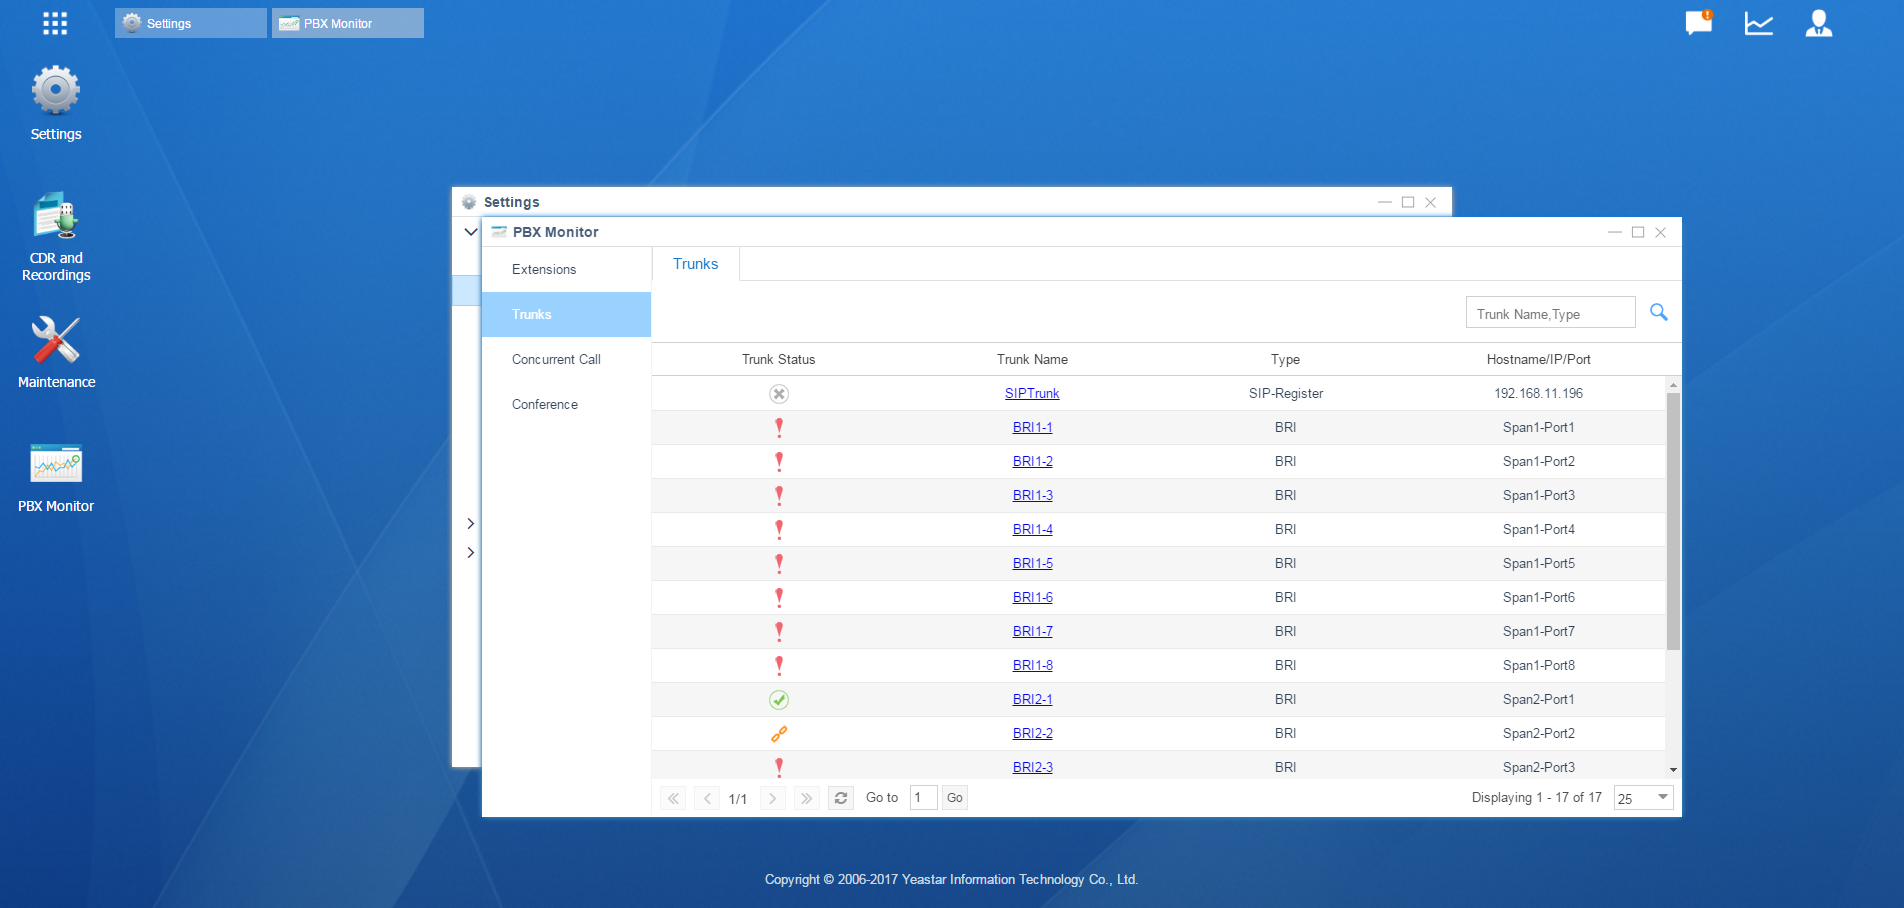 Settings
PBX Monitor
Settings
CDR and
Recordings
Maintenance
PBX Monitor
Settings
PBX Monitor
Extensions
Trunks
Concurrent Call
Conference
Trunks
Trunk Name,Type
Trunk Status Trunk Name Type Hostname/IP/Port
SIPTrunk SIP-Register 192.168.11.196
BRI1-1 BRI Span1-Port1
BRI1-2 BRI Span1-Port2
BRI1-3 BRI Span1-Port3
BRI1-4 BRI Span1-Port4
BRI1-5 BRI Span1-Port5
BRI1-6 BRI Span1-Port6
BRI1-7 BRI Span1-Port7
BRI1-8 BRI Span1-Port8
BRI2-1 BRI Span2-Port1
BRI2-2 BRI Span2-Port2
BRI2-3 BRI Span2-Port3
1/1 Go to 1 Go Displaying 1 - 17 of 17 25
Copyright © 2006-2017 Yeastar Information Technology Co., Ltd.